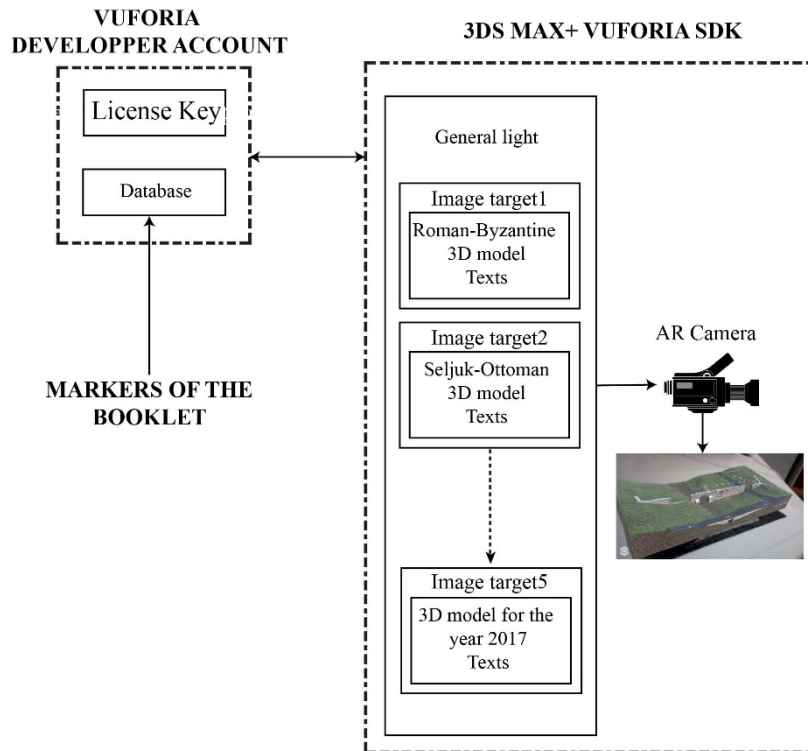 VUFORIA
DEVELOPPER ACCOUNT
License Key
Database
MARKERS OF THE
BOOKLET
3DS MAX+ VUFORIA SDK
General light
Image target1
Roman-Byzantine
3D model
Texts
Image target2
Seljuk-Ottoman
3D model
Texts
Image target5
3D model for the
year 2017
Texts
AR Camera